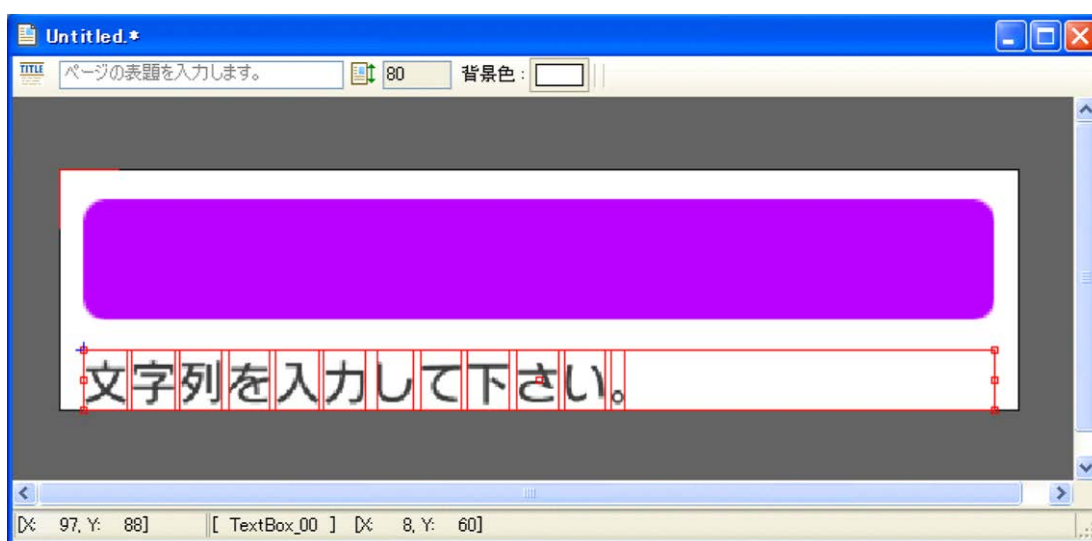 Untitled.*
TITLE ページの表題を入力します。 80 背景色 :
文字列を入力して下さい。
[X: 97, Y: 88] [ TextBox_00 ] [X: 8, Y: 60]